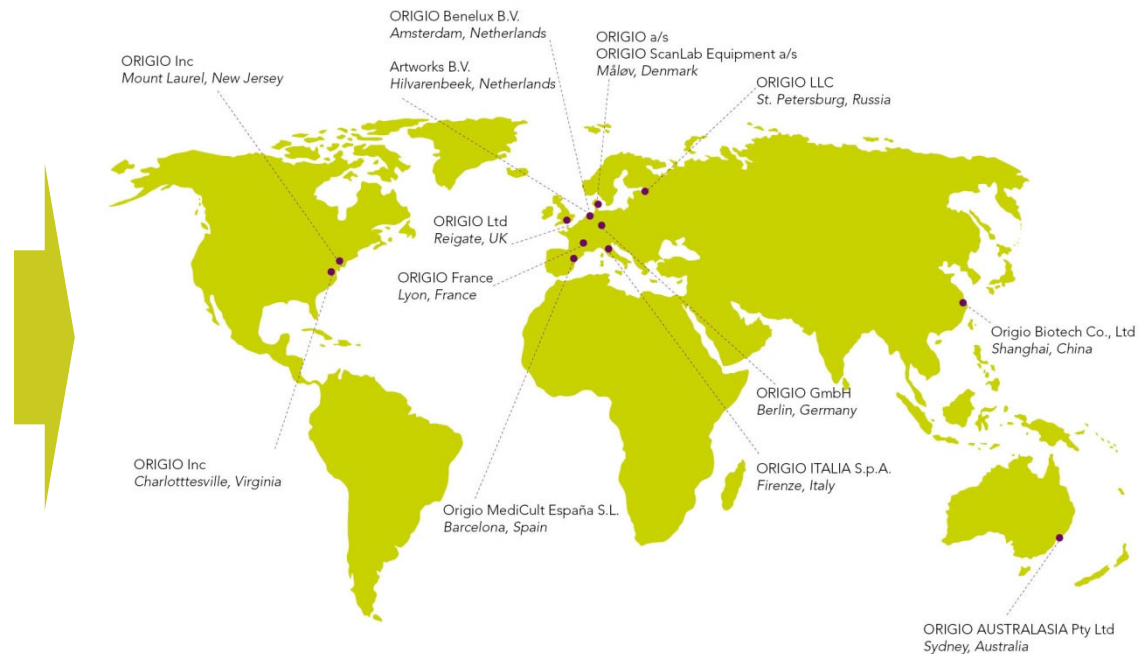 ORIGIO Benelux B.V.
Amsterdam, Netherlands
ORIGIO a/s
ORIGIO ScanLab Equipment a/s
Måløv, Denmark
ORIGIO Inc
Mount Laurel, New Jersey
Artworks B.V.
Hilvarenbeek, Netherlands
ORIGIO LLC
St. Petersburg, Russia
ORIGIO Ltd
Reigate, UK
ORIGIO France
Lyon, France
Origio Biotech Co., Ltd
Shanghai, China
ORIGIO GmbH
Berlin, Germany
ORIGIO Inc
Charlotttesville, Virginia
ORIGIO ITALIA S.p.A.
Firenze, Italy
Origio MediCult España S.L.
Barcelona, Spain
ORIGIO AUSTRALASIA Pty Ltd
Sydney, Australia